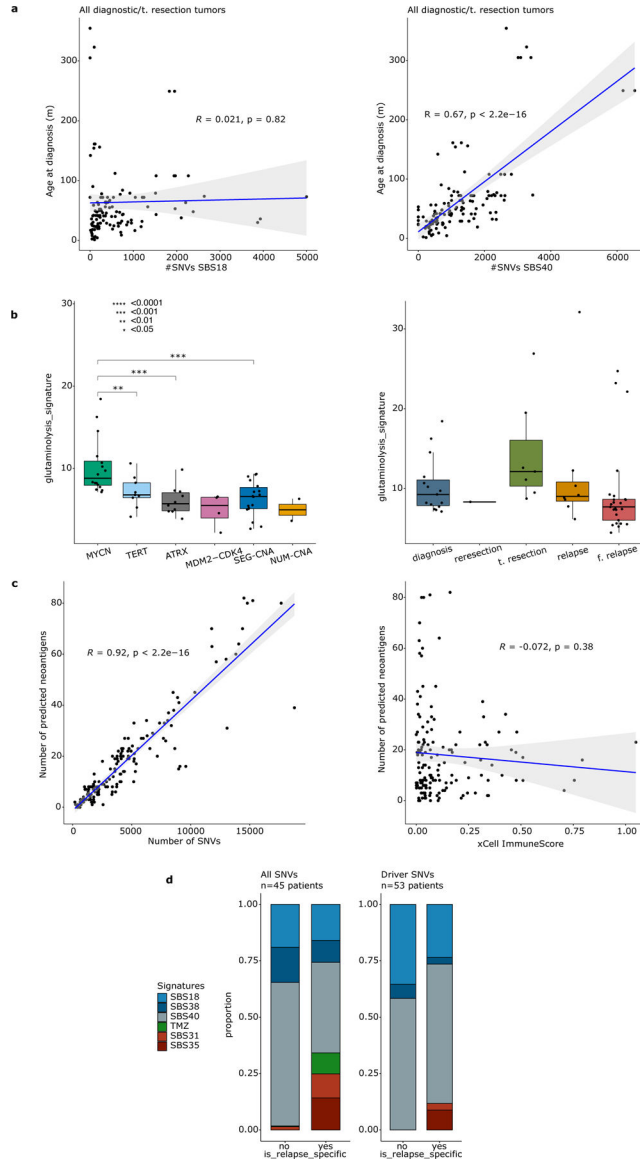 a
All diagnostic/t. resection tumors
300
200
100
0
Age at diagnosis (m)
R = 0.021, p = 0.82
0 1000 2000 3000 4000 5000
#SNVs SBS18
All diagnostic/t. resection tumors
300
200
100
0
Age at diagnosis (m)
R = 0.67, p < 2.2e−16
0 2000 4000 6000
#SNVs SBS40
b
**** <0.0001
*** <0.001
** <0.01
* <0.05
30
20
10
glutaminolysis_signature
***
***
**
MYCN TERT ATRX MDM2−CDK4 SEG-CNA NUM-CNA
30
20
10
glutaminolysis_signature
diagnosis reresection t. resection relapse f. relapse
c
80
60
40
20
0
Number of predicted neoantigens
R = 0.92, p < 2.2e−16
0 5000 10000 15000
Number of SNVs
80
60
40
20
0
Number of predicted neoantigens
R = -0.072, p = 0.38
0.00 0.25 0.50 0.75 1.00
xCell ImmuneScore
d
All SNVs
n=45 patients
Driver SNVs
n=53 patients
Signatures
SBS18
SBS38
SBS40
TMZ
SBS31
SBS35
1.00
0.75
0.50
0.25
0.00
proportion
no yes
is_relapse_specific
1.00
0.75
0.50
0.25
0.00
no yes
is_relapse_specific